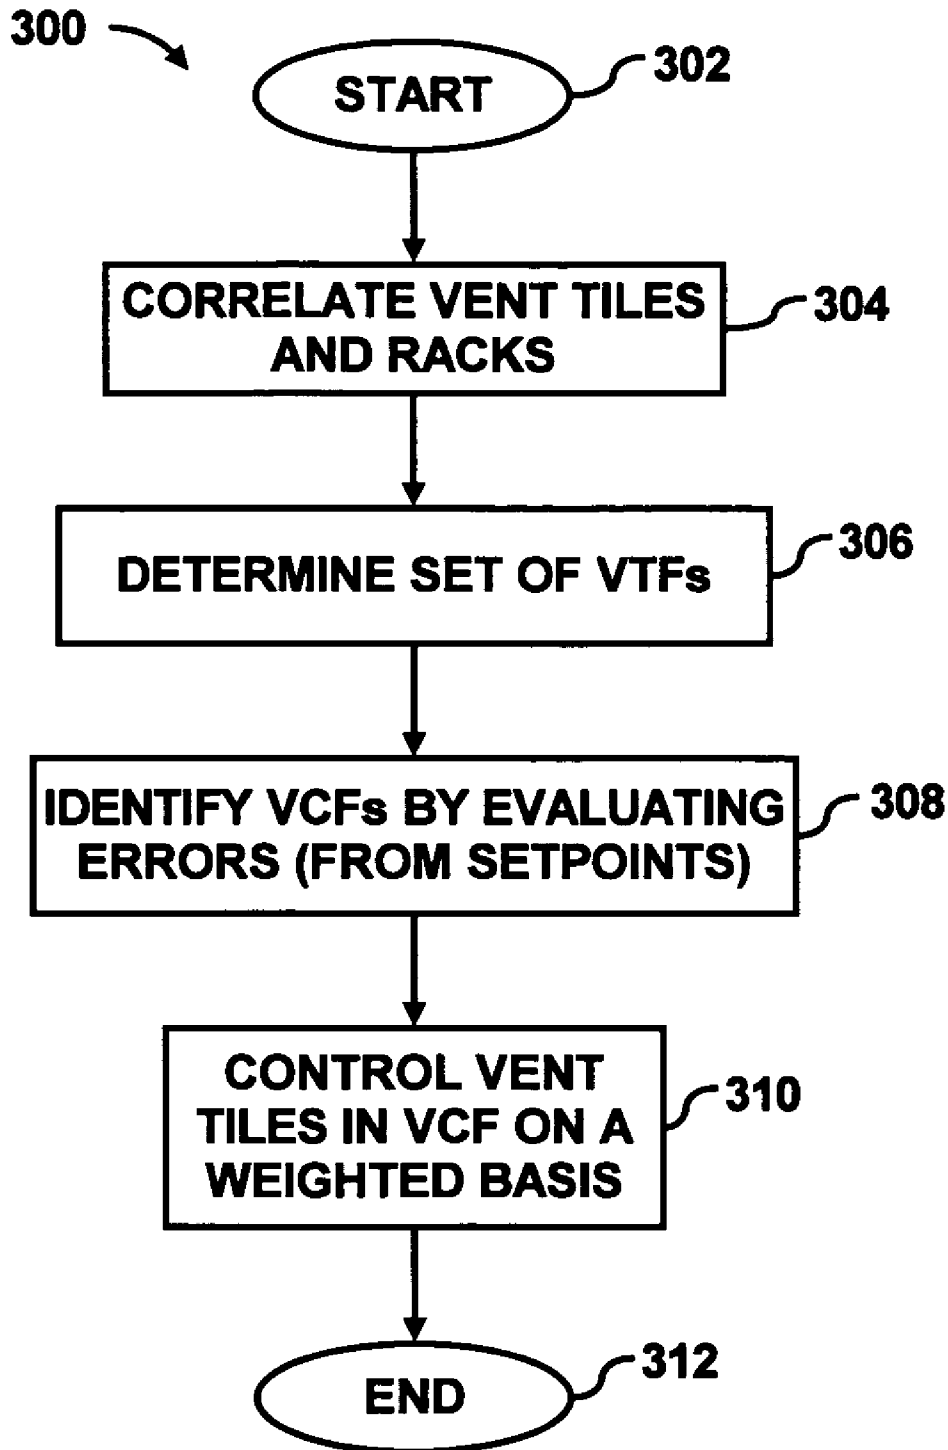 300
START
302
CORRELATE VENT TILES
AND RACKS
304
DETERMINE SET OF VTFs
306
IDENTIFY VCFs BY EVALUATING
ERRORS (FROM SETPOINTS)
308
CONTROL VENT
TILES IN VCF ON A
WEIGHTED BASIS
310
END
312